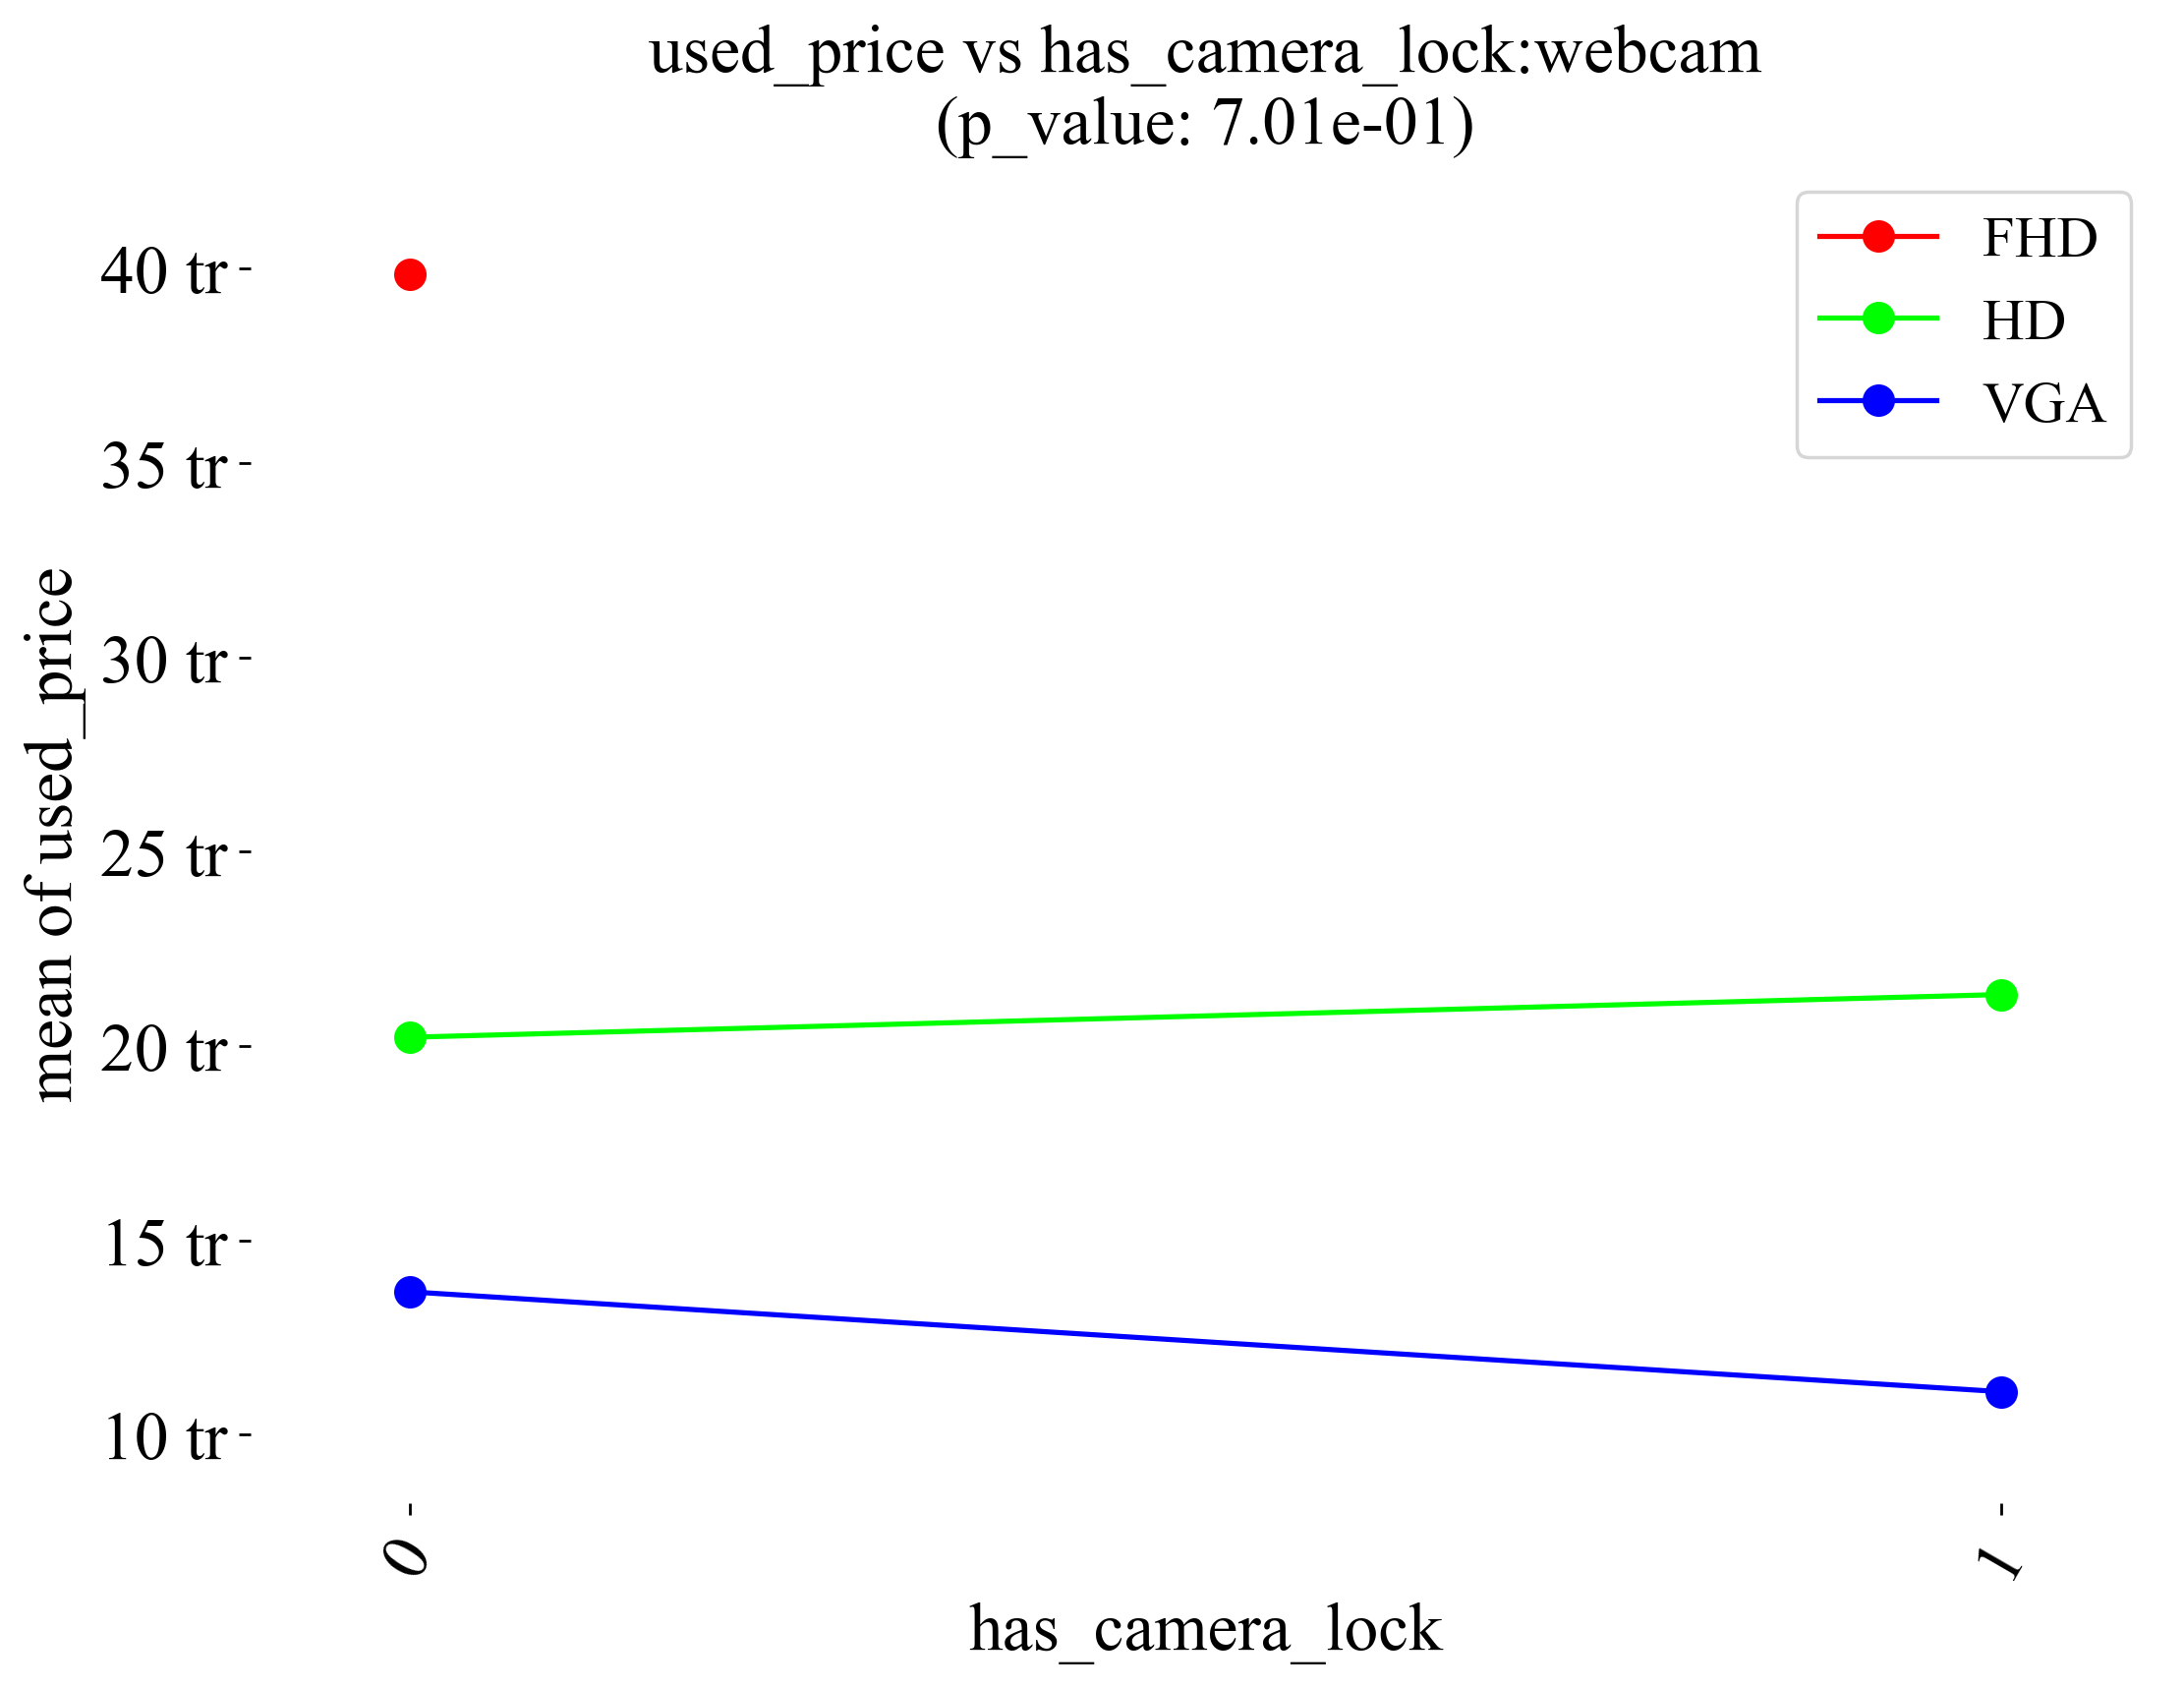 used_price vs has_camera_lock:webcam
(p_value: 7.01e-01)
FHD
HD
VGA
40 tr
35 tr
30 tr
25 tr
20 tr
15 tr
10 tr
mean of used_price
0
1
has_camera_lock